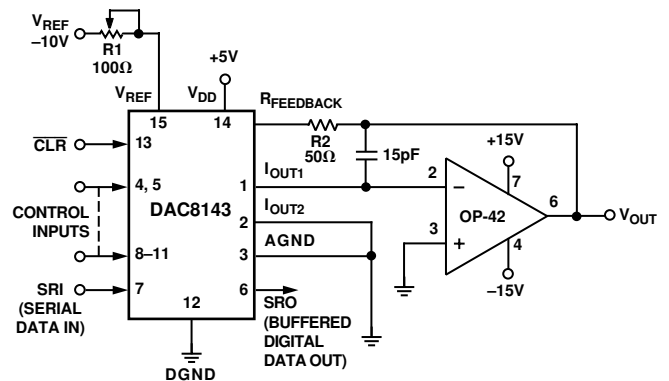 VREF
–10V
R1
100Ω
+5V
VREF
VDD
RFEEDBACK
15
14
R2
50Ω
15pF
+15V
CLR
13
IOUT1
1
2
–
7
4, 5
DAC8143
IOUT2
2
OP-42
6
VOUT
CONTROL
INPUTS
AGND
3
3
+
4
8–11
–15V
SRI
(SERIAL
DATA IN)
7
12
6
SRO
(BUFFERED
DIGITAL
DATA OUT)
DGND